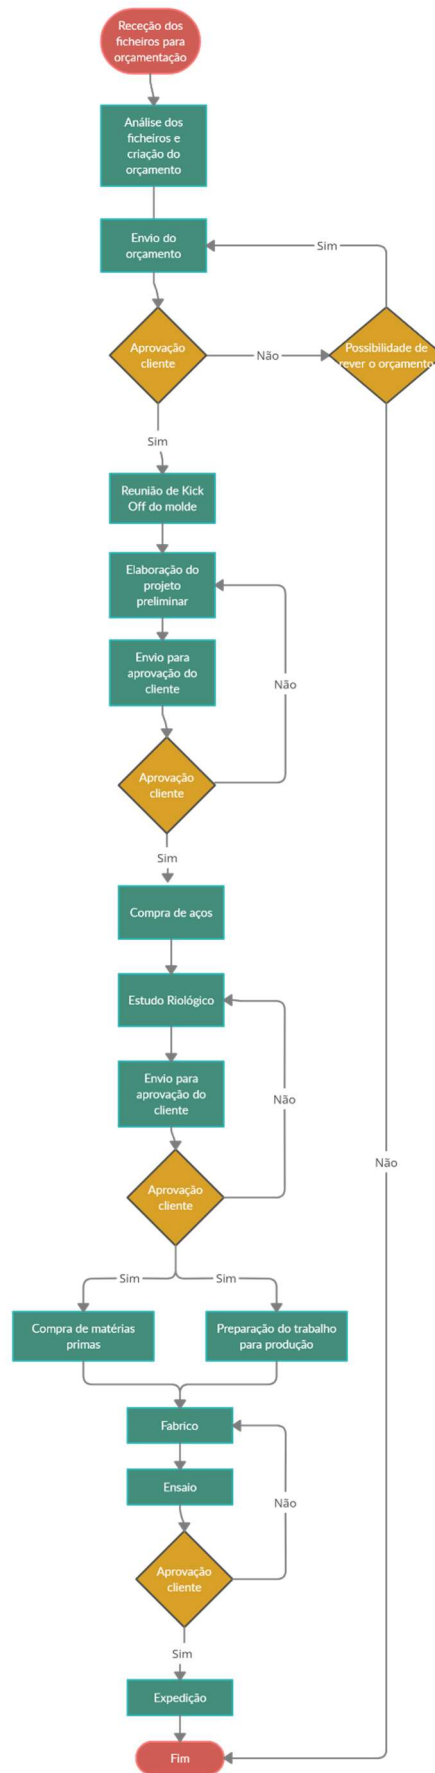 Receção dos
ficheiros para
orçamentação
Análise dos
ficheiros e
criação do
orçamento
Envio do
orçamento
Sim
Aprovação
cliente
Não
Possibilidade de
rever o orçamento
Sim
Reunião de Kick
Off do molde
Elaboração do
projeto
preliminar
Envio para
aprovação do
cliente
Não
Aprovação
cliente
Sim
Compra de aços
Estudo Riológico
Envio para
aprovação do
cliente
Não
Aprovação
cliente
Não
Sim
Sim
Compra de matérias
primas
Preparação do trabalho
para produção
Fabrico
Ensaio
Não
Aprovação
cliente
Sim
Expedição
Fim